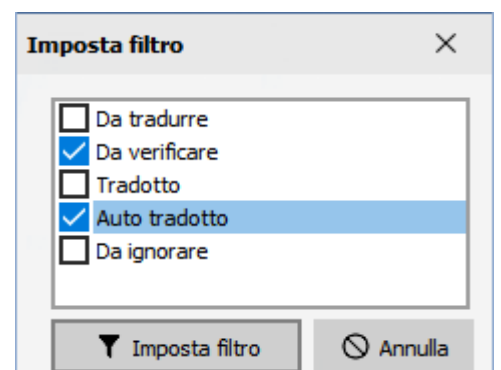 Imposta filtro
Da tradurre
Da verificare
Tradotto
Auto tradotto
Da ignorare
Imposta filtro Annulla